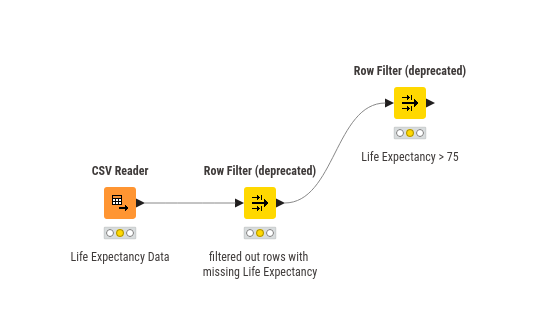 Row Filter (deprecated)
Life Expectancy > 75
CSV Reader
Row Filter (deprecated)
Life Expectancy Data
filtered out rows with
missing Life Expectancy